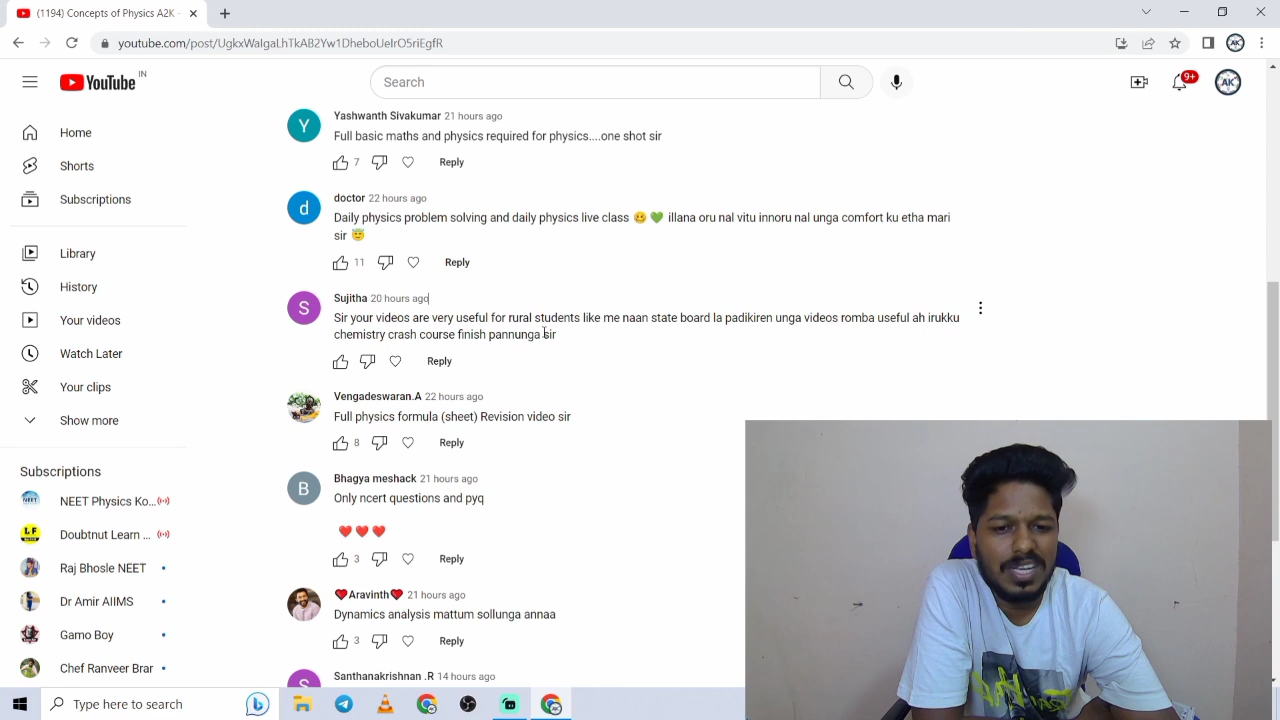 (1194) Concepts of Physics A2K -
youtube.com/post/UgkxWaIgaLhTkAB2Yw1DheboUeIrO5riEgfR
YouTube IN
Search
9+
AK
Home
Shorts
Subscriptions
Library
History
Your videos
Watch Later
Your clips
Show more
Subscriptions
NEET Physics Ko...
Doubtnut Learn ...
Raj Bhosle NEET
Dr Amir AIIMS
Gamo Boy
Chef Ranveer Brar
Y
Yashwanth Sivakumar 21 hours ago
Full basic maths and physics required for physics....one shot sir
7 Reply
d
doctor 22 hours ago
Daily physics problem solving and daily physics live class 🥴 💚 illana oru nal vitu innoru nal unga comfort ku etha mari
sir 😇
11 Reply
S
Sujitha 20 hours ago
Sir your videos are very useful for rural students like me naan state board la padikiren unga videos romba useful ah irukku
chemistry crash course finish pannunga sir
Reply
Vengadeswaran.A 22 hours ago
Full physics formula (sheet) Revision video sir
8 Reply
B
Bhagya meshack 21 hours ago
Only ncert questions and pyq
❤️❤️❤️
3 Reply
❤️Aravinth❤️ 21 hours ago
Dynamics analysis mattum sollunga annaa
3 Reply
S
Santhanakrishnan .R 14 hours ago
Type here to search